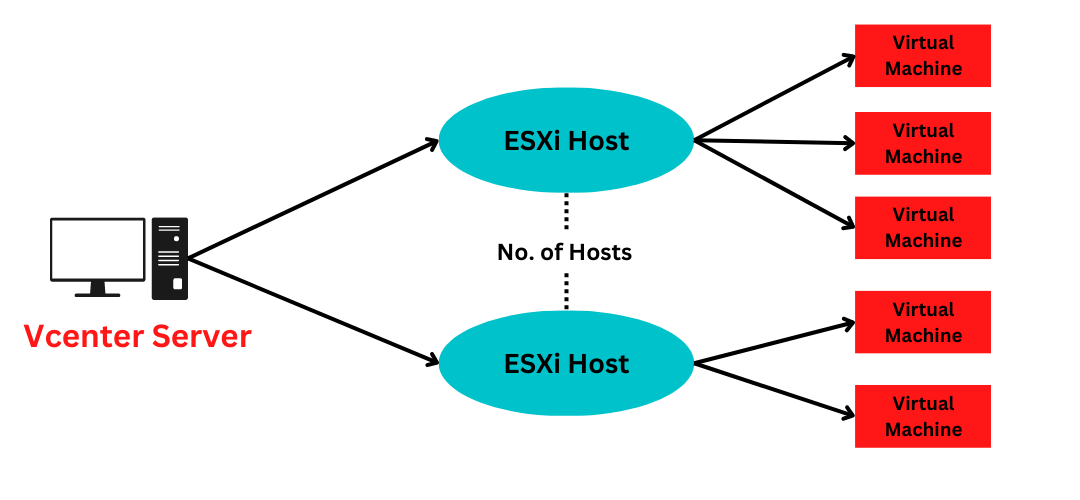 Virtual
Machine
ESXi Host
Virtual
Machine
Virtual
Machine
No. of Hosts
Vcenter Server
Virtual
Machine
ESXi Host
Virtual
Machine